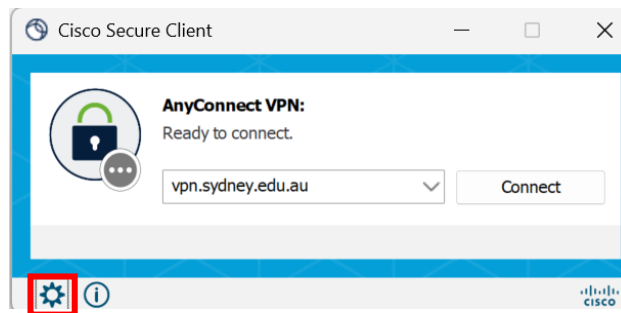 Cisco Secure Client
AnyConnect VPN:
Ready to connect.
vpn.sydney.edu.au
Connect
CISCO